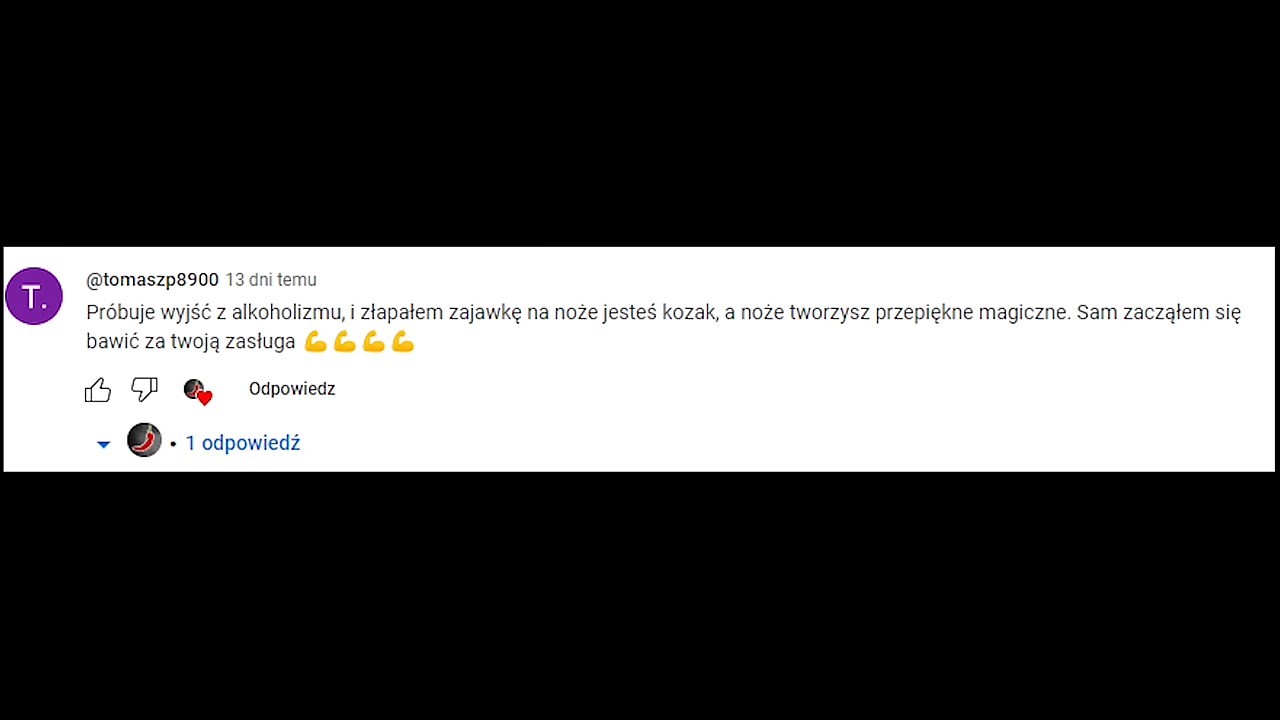 T.
@tomaszp8900 13 dni temu
Próbuje wyjść z alkoholizmu, i złapałem zajawkę na noże jesteś kozak, a noże tworzysz przepiękne magiczne. Sam zacząłem się
bawić za twoją zasługa 💪💪💪💪
Odpowiedz
• 1 odpowiedź